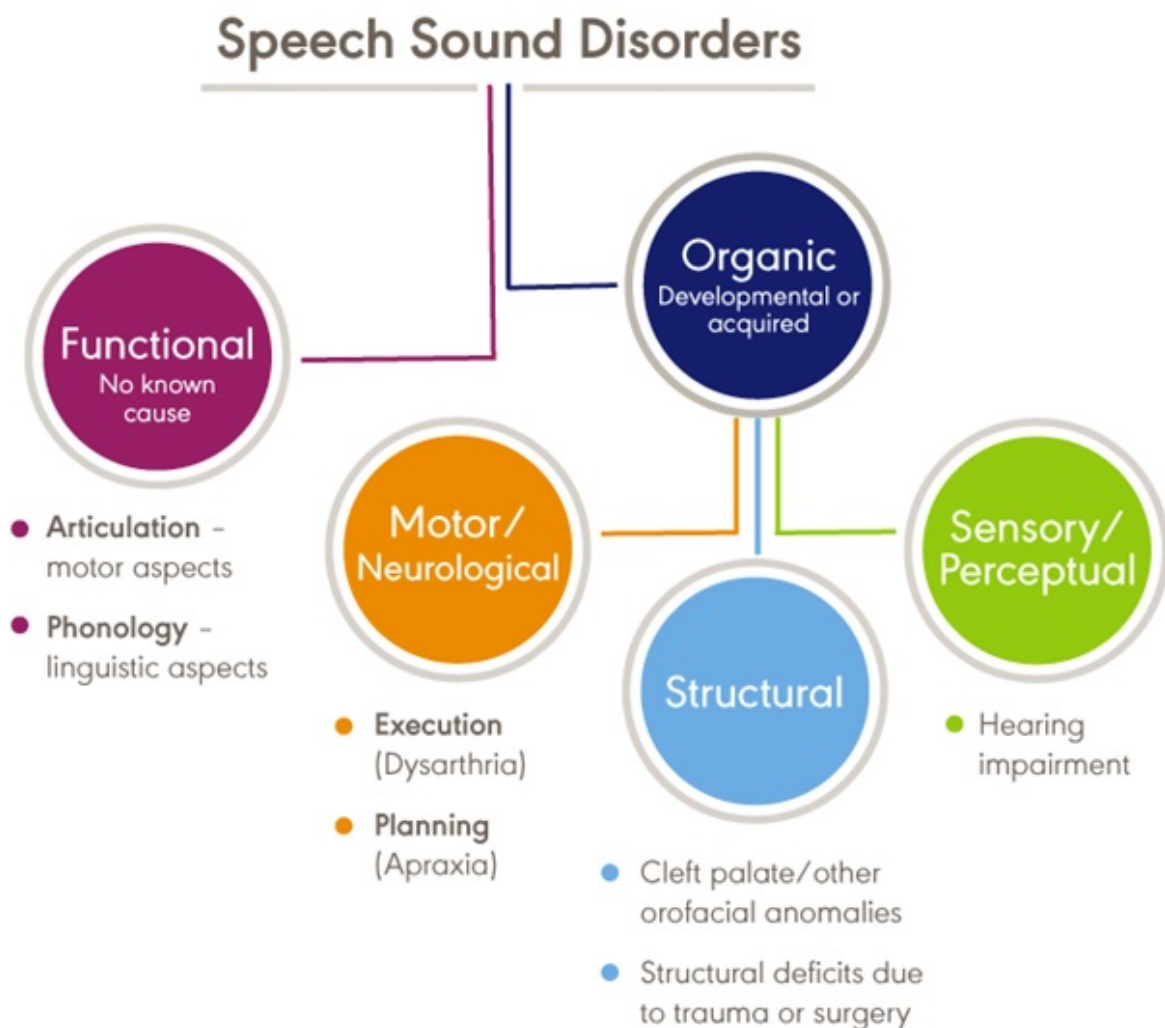 Speech Sound Disorders
Functional
No known
cause
Articulation –
motor aspects
Phonology –
linguistic aspects
Organic
Developmental or
acquired
Motor/
Neurological
Execution
(Dysarthria)
Planning
(Apraxia)
Structural
Cleft palate/other
orofacial anomalies
Structural deficits due
to trauma or surgery
Sensory/
Perceptual
Hearing
impairment